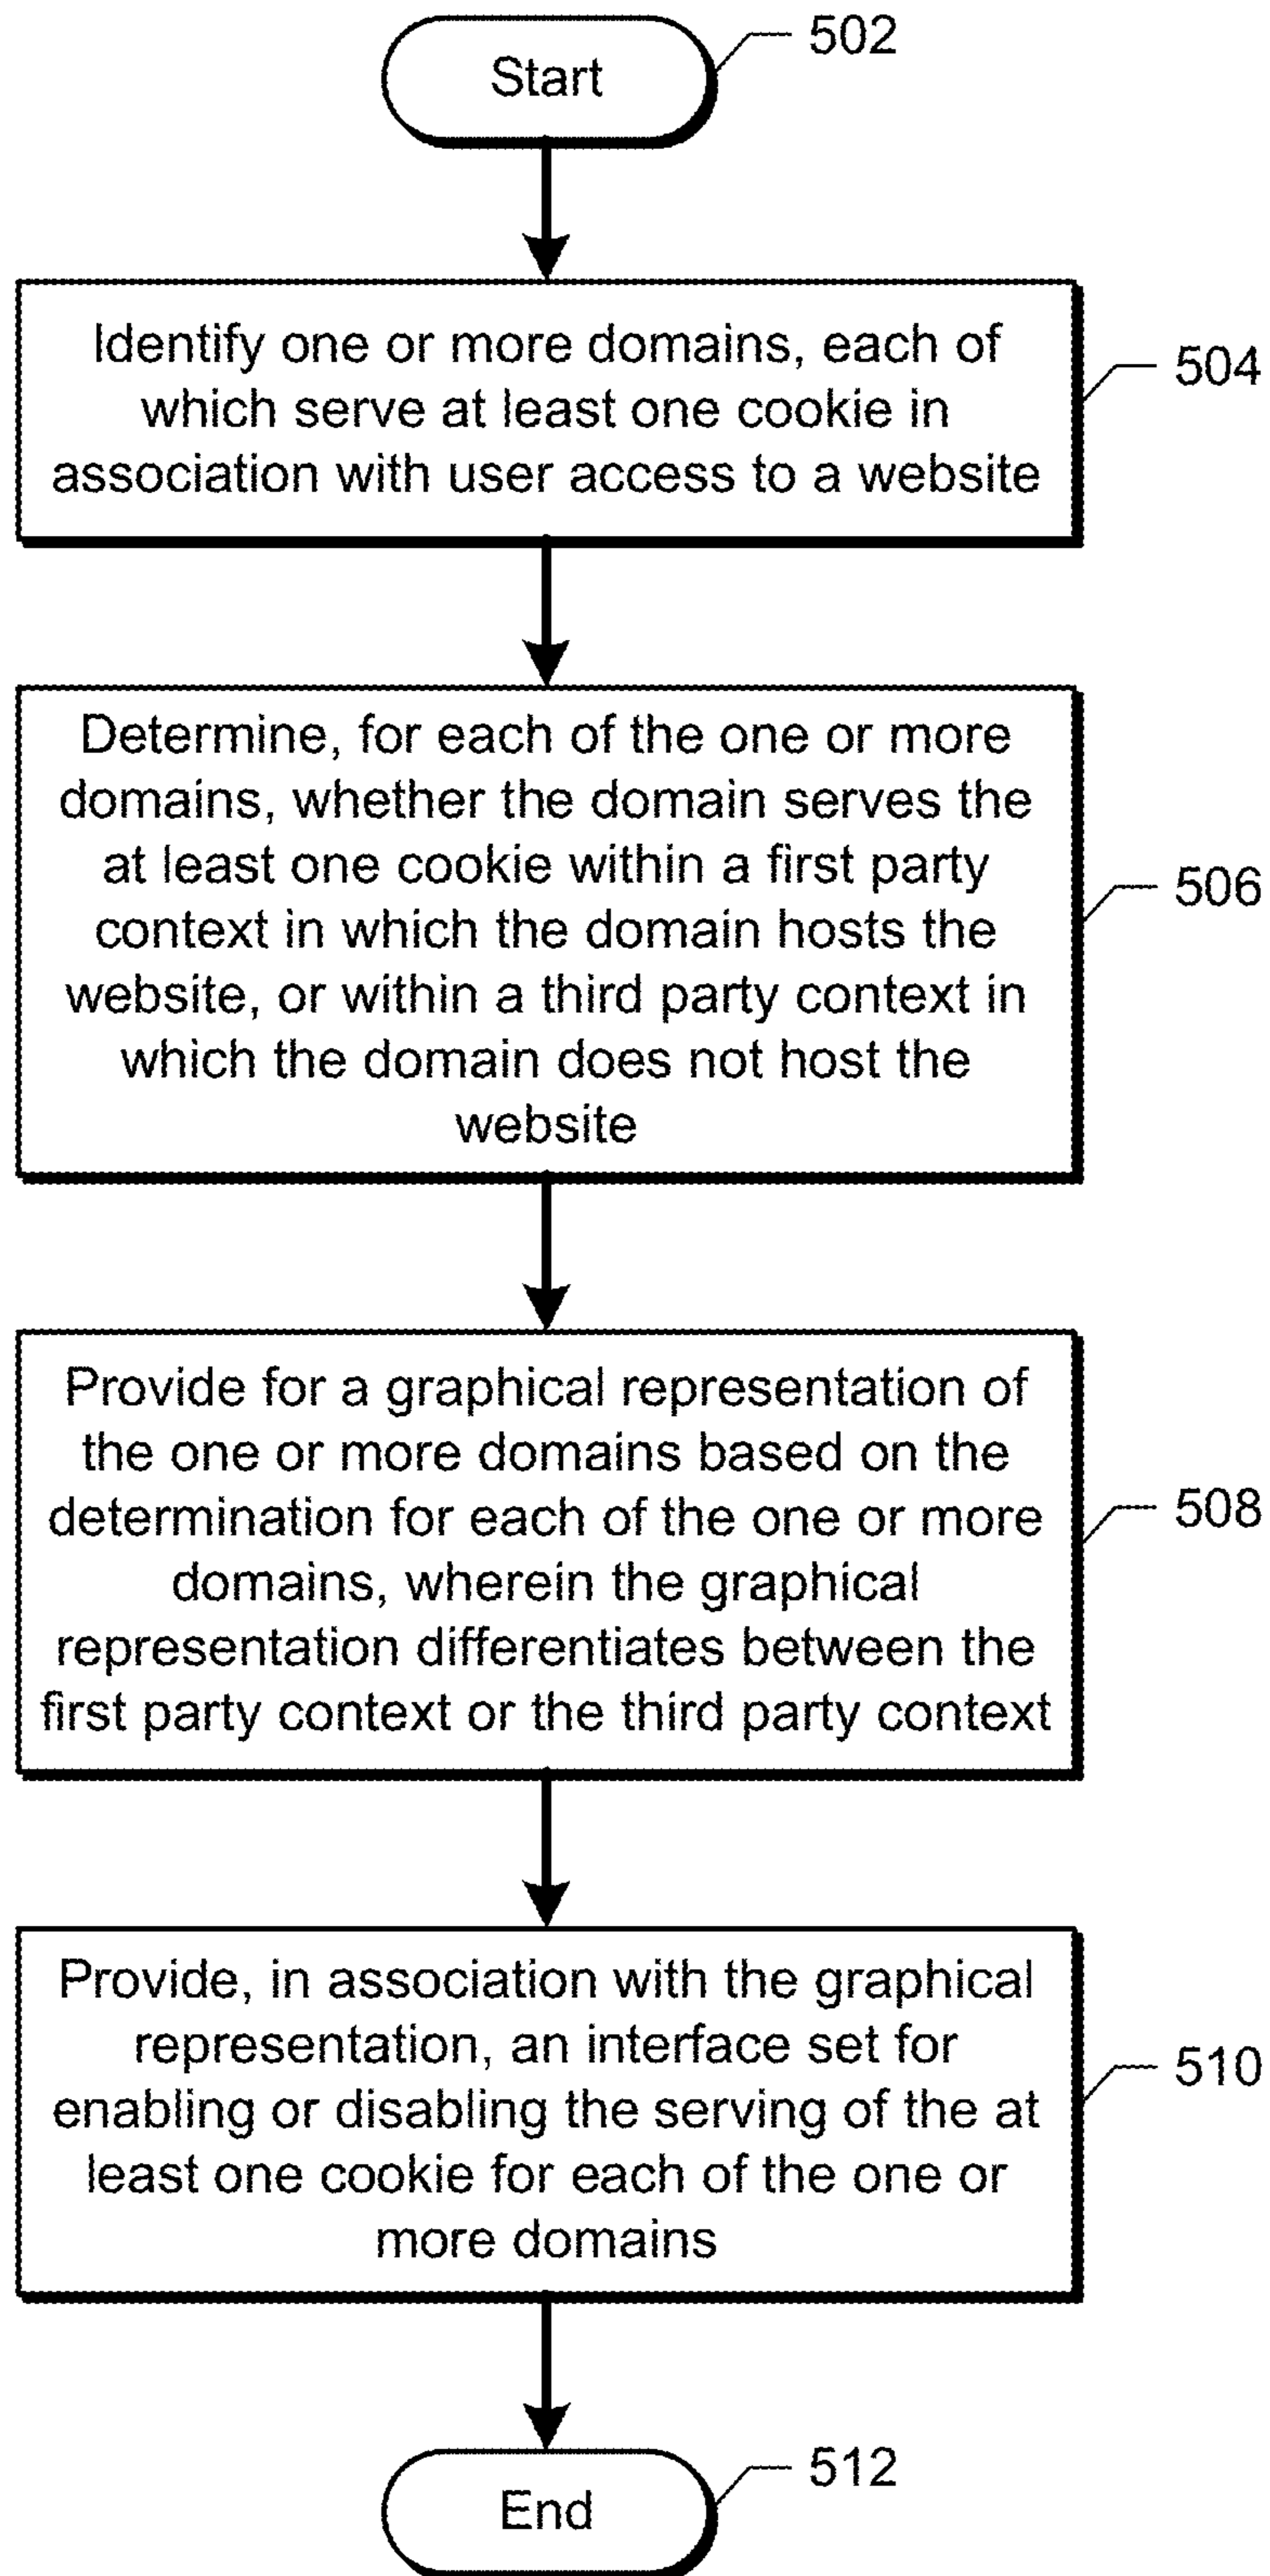 Start
502
Identify one or more domains, each of
which serve at least one cookie in
association with user access to a website
504
Determine, for each of the one or more
domains, whether the domain serves the
at least one cookie within a first party
context in which the domain hosts the
website, or within a third party context in
which the domain does not host the
website
506
Provide for a graphical representation of
the one or more domains based on the
determination for each of the one or more
domains, wherein the graphical
representation differentiates between the
first party context or the third party context
508
Provide, in association with the graphical
representation, an interface set for
enabling or disabling the serving of the at
least one cookie for each of the one or
more domains
510
End
512